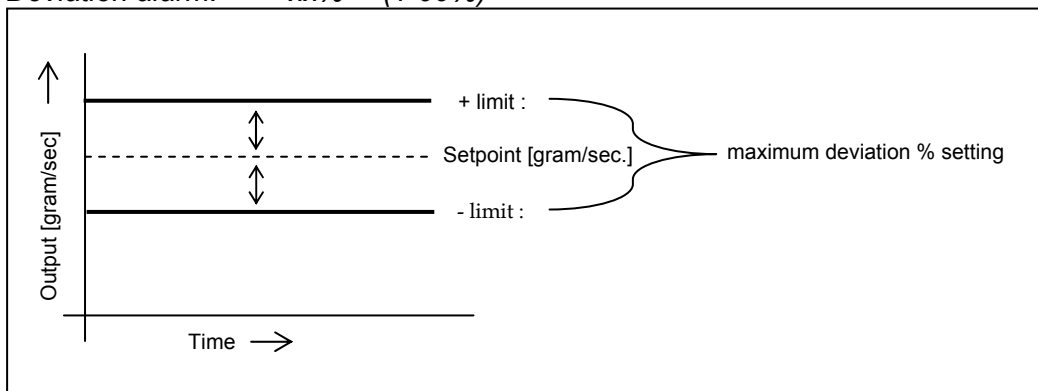 + limit :
Output [gram/sec]
Setpoint [gram/sec.]
maximum deviation % setting
- limit :
Time